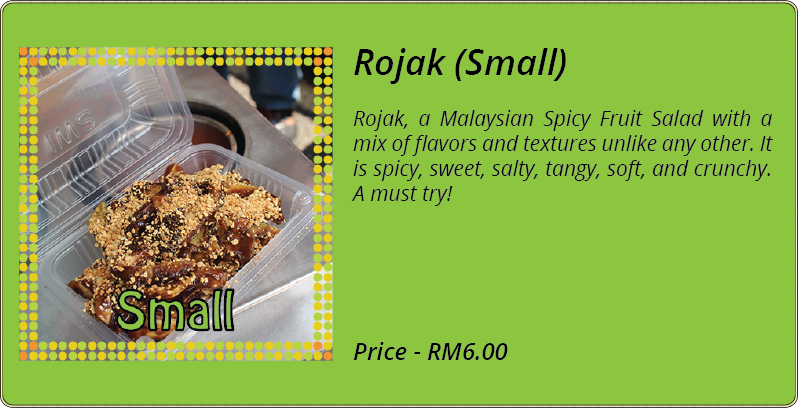 Rojak (Small)
Rojak, a Malaysian Spicy Fruit Salad with a
mix of flavors and textures unlike any other. It
is spicy, sweet, salty, tangy, soft, and crunchy.
A must try!
Small
Price - RM6.00